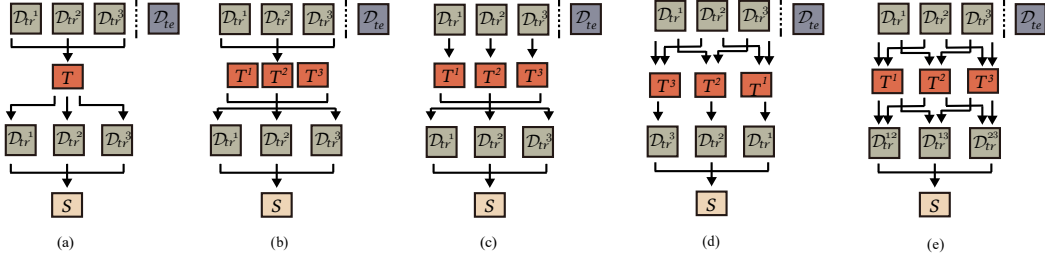 𝒟tr¹ 𝒟tr² 𝒟tr³ 𝒟te
T
𝒟tr¹ 𝒟tr² 𝒟tr³
S
(a)
𝒟tr¹ 𝒟tr² 𝒟tr³ 𝒟te
T¹ T² T³
𝒟tr¹ 𝒟tr² 𝒟tr³
S
(b)
𝒟tr¹ 𝒟tr² 𝒟tr³ 𝒟te
T¹ T² T³
𝒟tr¹ 𝒟tr² 𝒟tr³
S
(c)
𝒟tr¹ 𝒟tr² 𝒟tr³ 𝒟te
T³ T² T¹
𝒟tr³ 𝒟tr² 𝒟tr¹
S
(d)
𝒟tr¹ 𝒟tr² 𝒟tr³ 𝒟te
T¹ T² T³
𝒟tr¹² 𝒟tr¹³ 𝒟tr²³
S
(e)